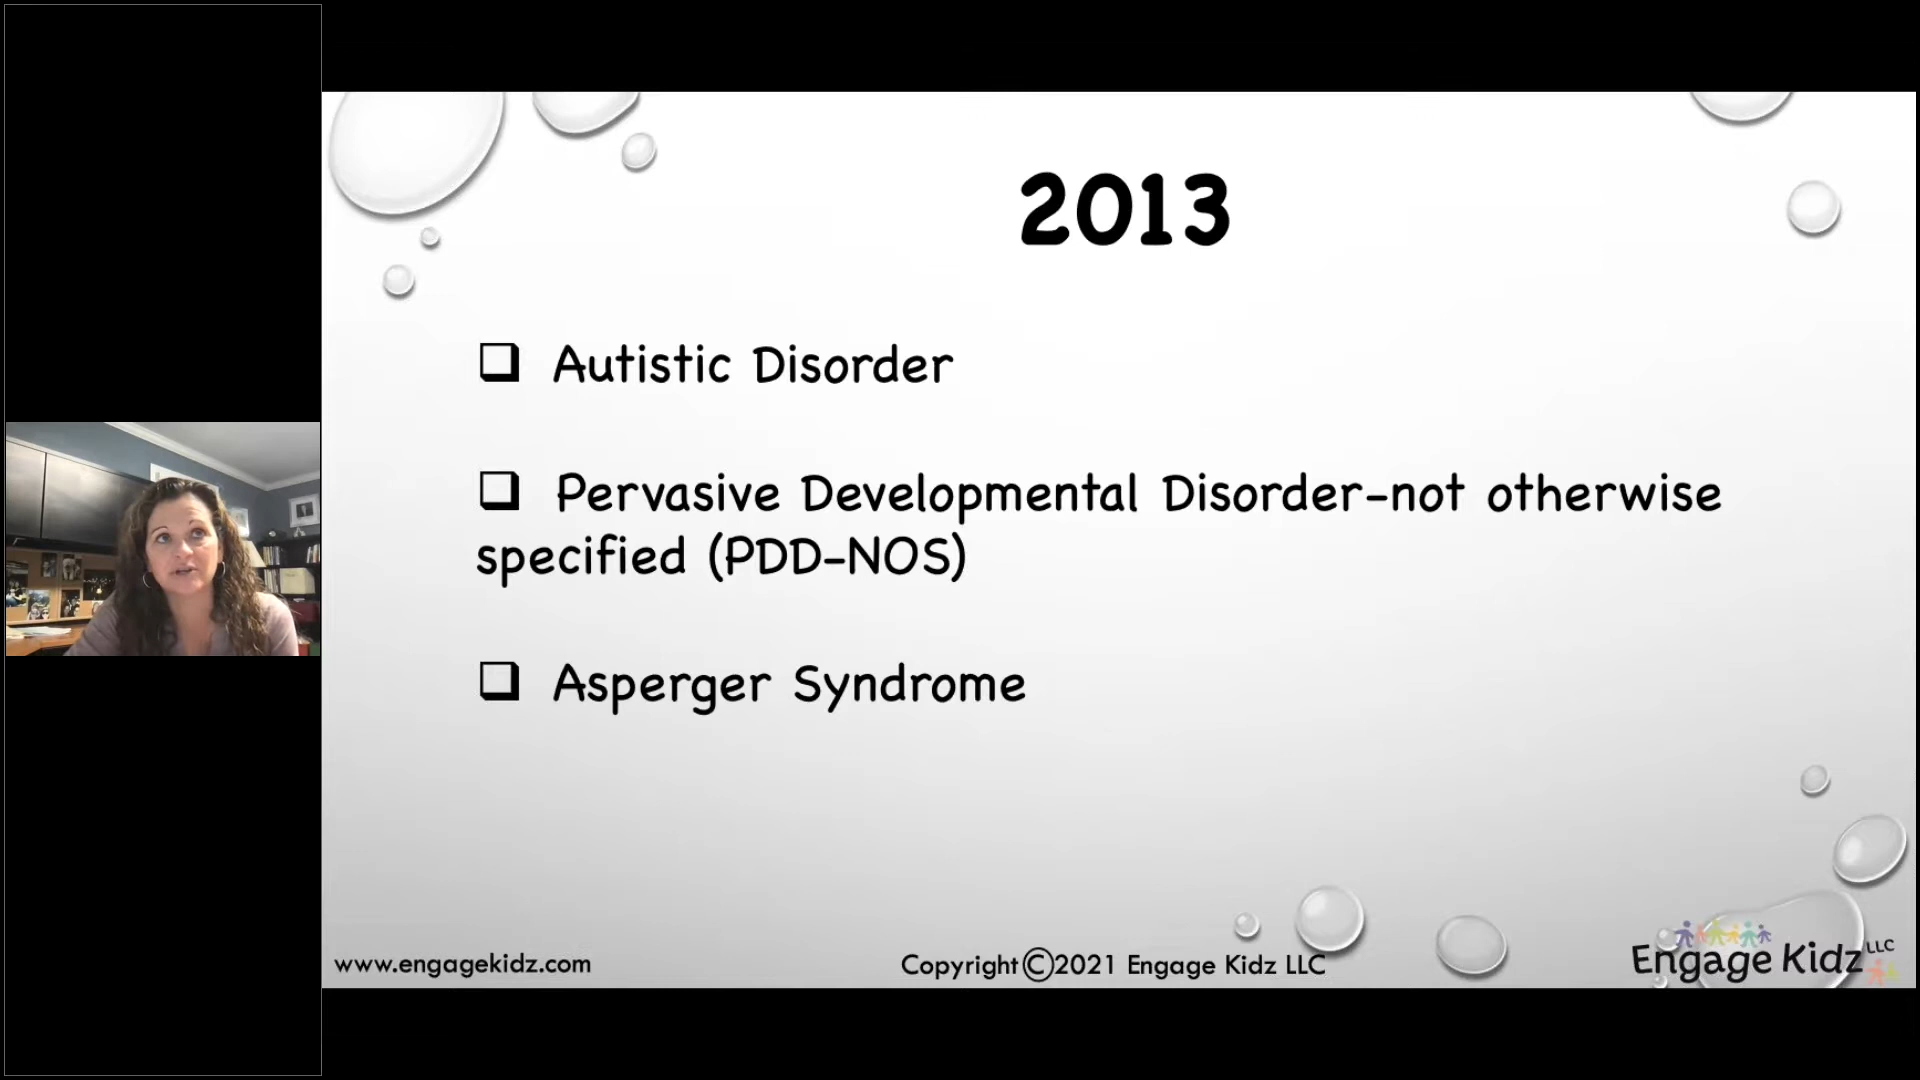 2013
Autistic Disorder
Pervasive Developmental Disorder-not otherwise
specified (PDD-NOS)
Asperger Syndrome
www.engagekidz.com
Copyright©2021 Engage Kidz LLC
Engage Kidz LLC